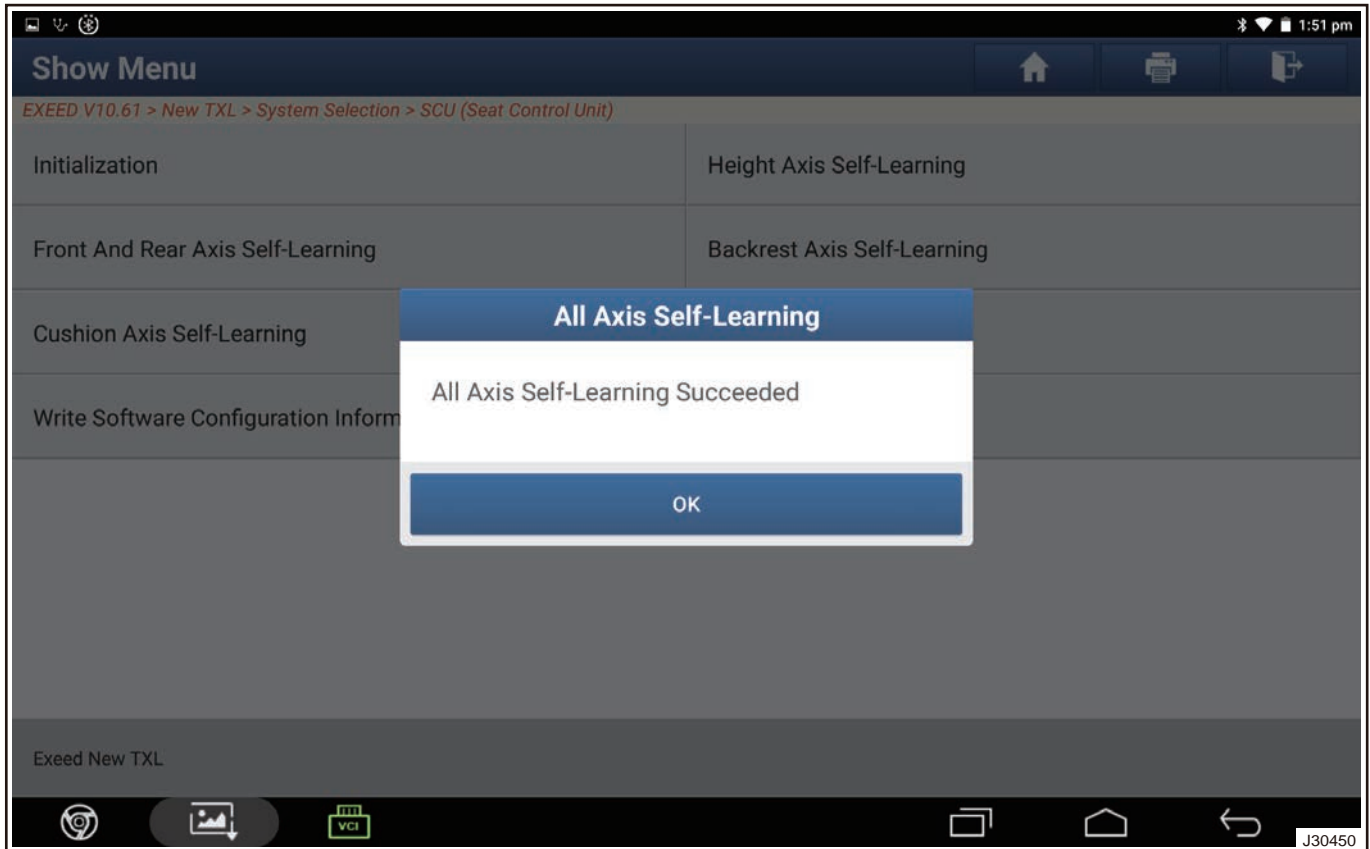 1:51 pm
Show Menu
EXEED V10.61 > New TXL > System Selection > SCU (Seat Control Unit)
Initialization
Height Axis Self-Learning
Front And Rear Axis Self-Learning
Backrest Axis Self-Learning
Cushion Axis Self-Learning
Write Software Configuration Inform
All Axis Self-Learning
All Axis Self-Learning Succeeded
OK
Exeed New TXL
VCI
J30450